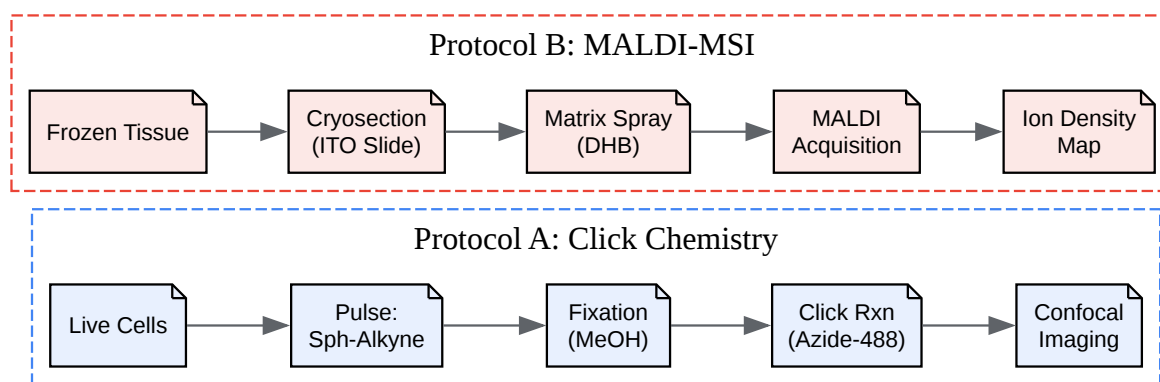 Protocol B: MALDI-MSI
Frozen Tissue
Cryosection
(ITO Slide)
Matrix Spray
(DHB)
MALDI
Acquisition
Ion Density
Map
Protocol A: Click Chemistry
Live Cells
Pulse:
Sph-Alkyne
Fixation
(MeOH)
Click Rxn
(Azide-488)
Confocal
Imaging